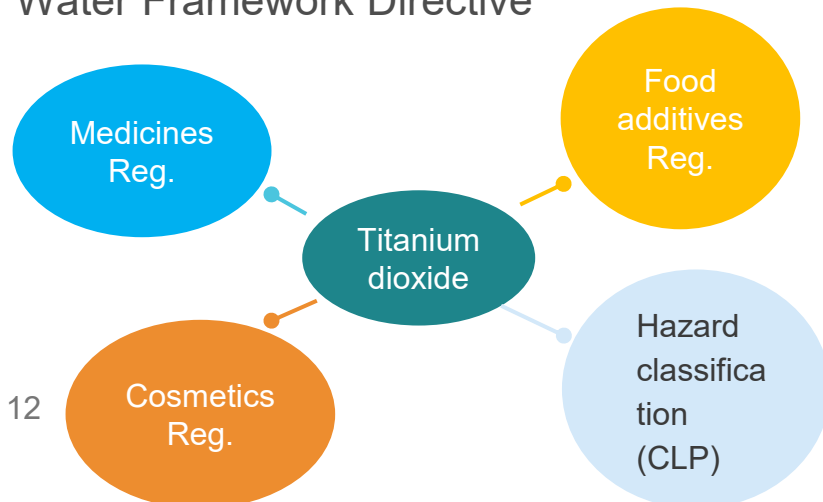 Water Framework Directive
Medicines
Reg.
Food
additives
Reg.
Titanium
dioxide
Cosmetics
Reg.
Hazard
classifica
tion
(CLP)
12